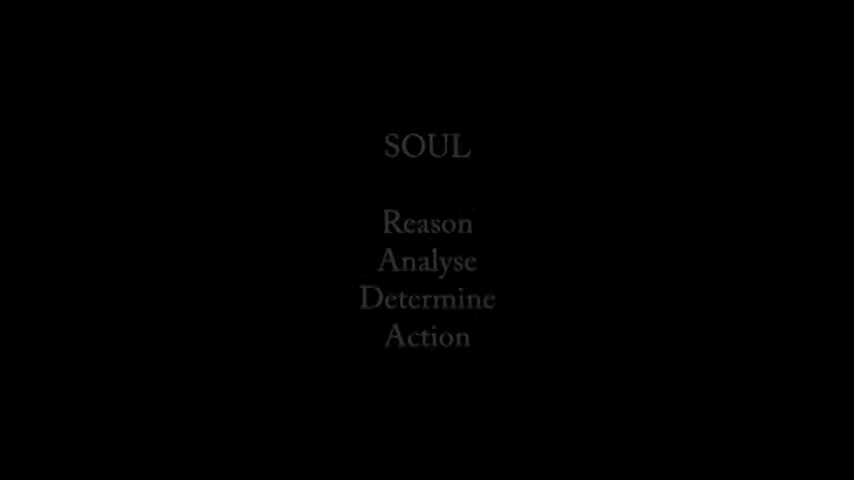 SOUL
Reason
Analyse
Determine
Action